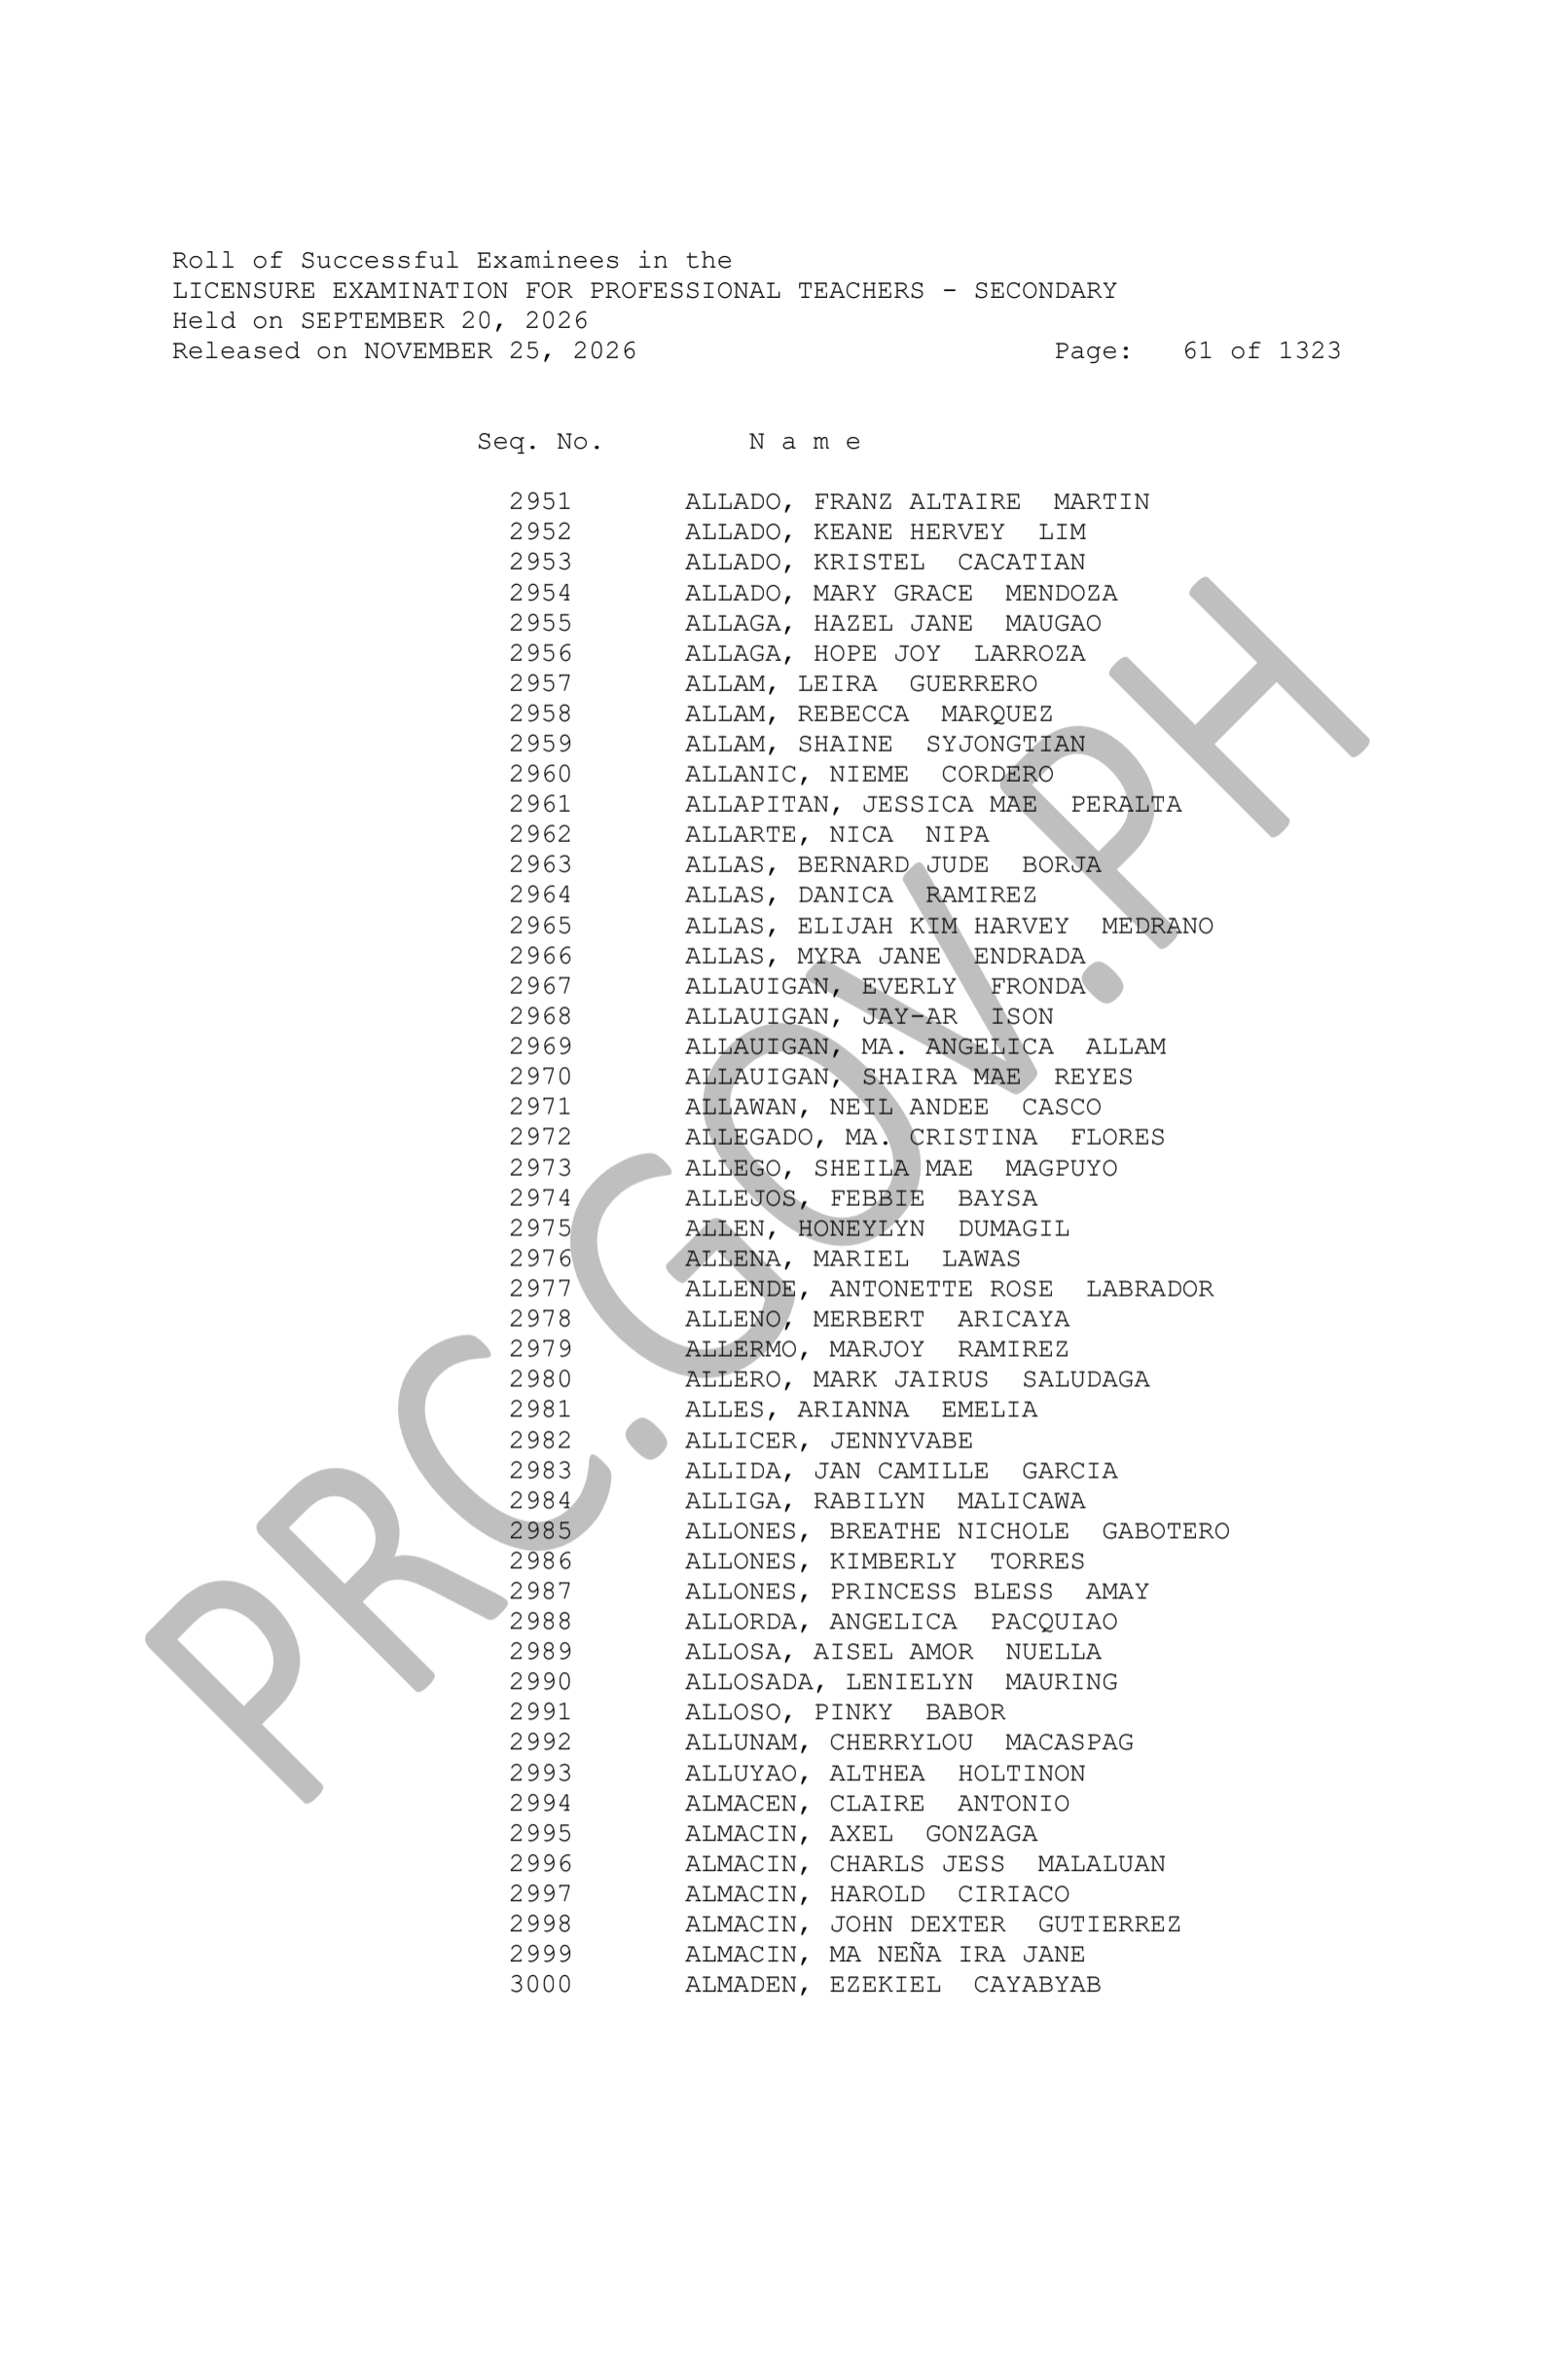 Roll of Successful Examinees in the
LICENSURE EXAMINATION FOR PROFESSIONAL TEACHERS - SECONDARY
Held on SEPTEMBER 20, 2026
Released on NOVEMBER 25, 2026 Page: 61 of 1323
Seq. No. N a m e
2951 ALLADO, FRANZ ALTAIRE MARTIN
2952 ALLADO, KEANE HERVEY LIM
2953 ALLADO, KRISTEL CACATIAN
2954 ALLADO, MARY GRACE MENDOZA
2955 ALLAGA, HAZEL JANE MAUGAO
2956 ALLAGA, HOPE JOY LARROZA
2957 ALLAM, LEIRA GUERRERO
2958 ALLAM, REBECCA MARQUEZ
2959 ALLAM, SHAINE SYJONGTIAN
2960 ALLANIC, NIEME CORDERO
2961 ALLAPITAN, JESSICA MAE PERALTA
2962 ALLARTE, NICA NIPA
2963 ALLAS, BERNARD JUDE BORJA
2964 ALLAS, DANICA RAMIREZ
2965 ALLAS, ELIJAH KIM HARVEY MEDRANO
2966 ALLAS, MYRA JANE ENDRADA
2967 ALLAUIGAN, EVERLY FRONDA
2968 ALLAUIGAN, JAY-AR ISON
2969 ALLAUIGAN, MA. ANGELICA ALLAM
2970 ALLAUIGAN, SHAIRA MAE REYES
2971 ALLAWAN, NEIL ANDEE CASCO
2972 ALLEGADO, MA. CRISTINA FLORES
2973 ALLEGO, SHEILA MAE MAGPUYO
2974 ALLEJOS, FEBBIE BAYSA
2975 ALLEN, HONEYLYN DUMAGIL
2976 ALLENA, MARIEL LAWAS
2977 ALLENDE, ANTONETTE ROSE LABRADOR
2978 ALLENO, MERBERT ARICAYA
2979 ALLERMO, MARJOY RAMIREZ
2980 ALLERO, MARK JAIRUS SALUDAGA
2981 ALLES, ARIANNA EMELIA
2982 ALLICER, JENNYVABE
2983 ALLIDA, JAN CAMILLE GARCIA
2984 ALLIGA, RABILYN MALICAWA
2985 ALLONES, BREATHE NICHOLE GABOTERO
2986 ALLONES, KIMBERLY TORRES
2987 ALLONES, PRINCESS BLESS AMAY
2988 ALLORDA, ANGELICA PACQUIAO
2989 ALLOSA, AISEL AMOR NUELLA
2990 ALLOSADA, LENIELYN MAURING
2991 ALLOSO, PINKY BABOR
2992 ALLUNAM, CHERRYLOU MACASPAG
2993 ALLUYAO, ALTHEA HOLTINON
2994 ALMACEN, CLAIRE ANTONIO
2995 ALMACIN, AXEL GONZAGA
2996 ALMACIN, CHARLS JESS MALALUAN
2997 ALMACIN, HAROLD CIRIACO
2998 ALMACIN, JOHN DEXTER GUTIERREZ
2999 ALMACIN, MA NEÑA IRA JANE
3000 ALMADEN, EZEKIEL CAYABYAB
PRC.GOV.PH